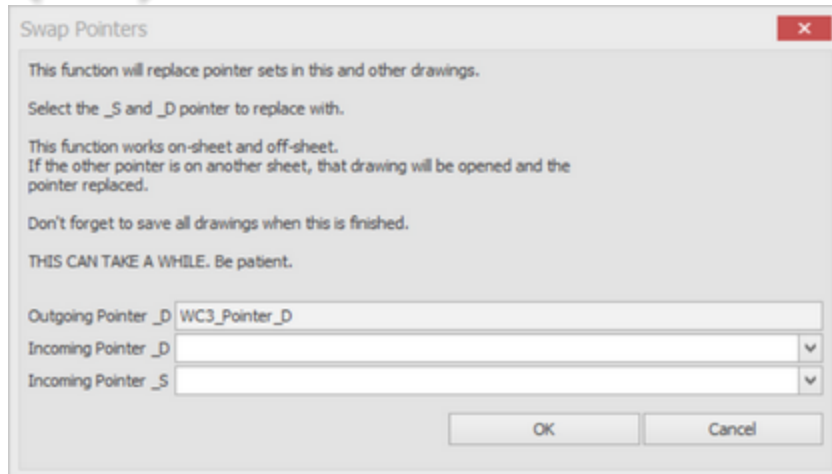 Swap Pointers
This function will replace pointer sets in this and other drawings.
Select the _S and _D pointer to replace with.
This function works on-sheet and off-sheet.
If the other pointer is on another sheet, that drawing will be opened and the
pointer replaced.
Don't forget to save all drawings when this is finished.
THIS CAN TAKE A WHILE. Be patient.
Outgoing Pointer _D WC3_Pointer_D
Incoming Pointer _D
Incoming Pointer _S
OK Cancel